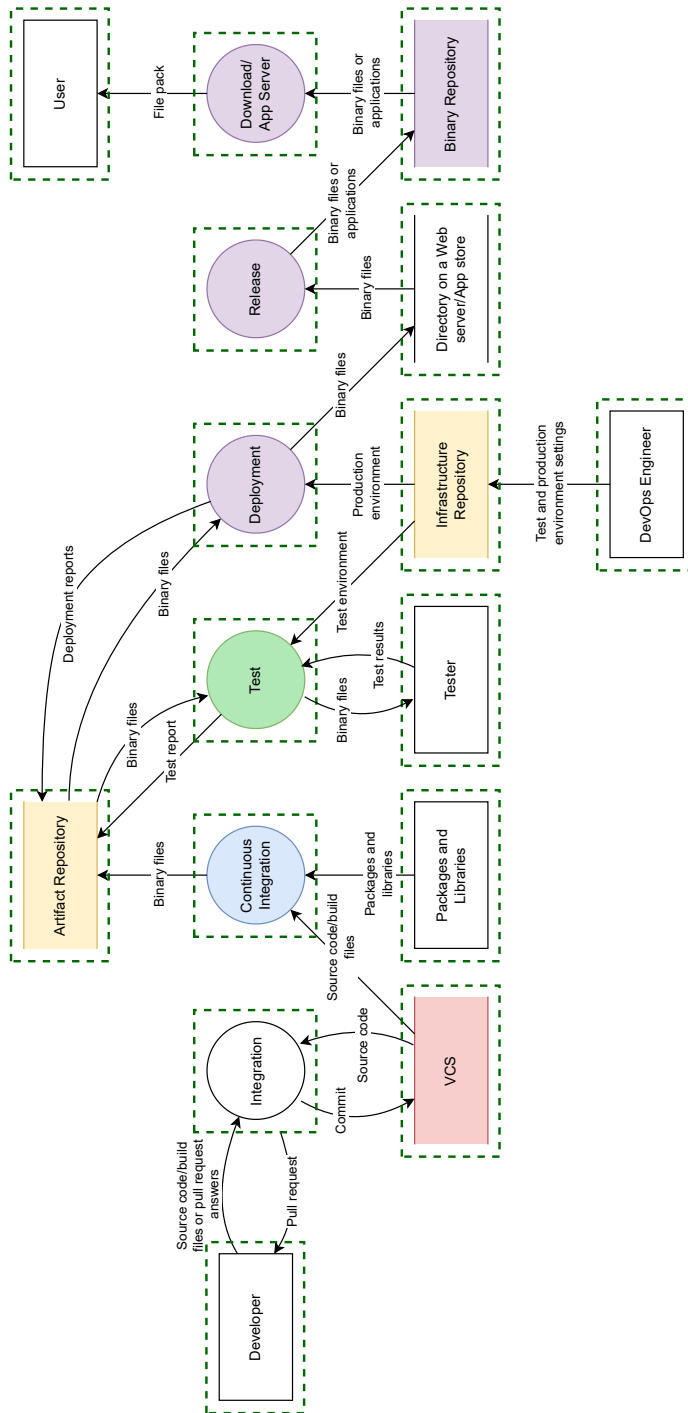 Developer
Source code/build
files or pull request
answers
Pull request
Integration
Commit
Source code
VCS
Source code/build
files
Packages and
Libraries
Packages and
libraries
Continuous
Integration
Binary files
Artifact Repository
Test report
Binary files
Binary files
Deployment reports
Test
Binary files
Test results
Tester
Test environment
Production
environment
Infrastructure
Repository
Test and production
environment settings
DevOps Engineer
Deployment
Binary files
Directory on a Web
server/App store
Binary files
Release
Binary files or
applications
Binary Repository
Binary files or
applications
Download/
App Server
File pack
User